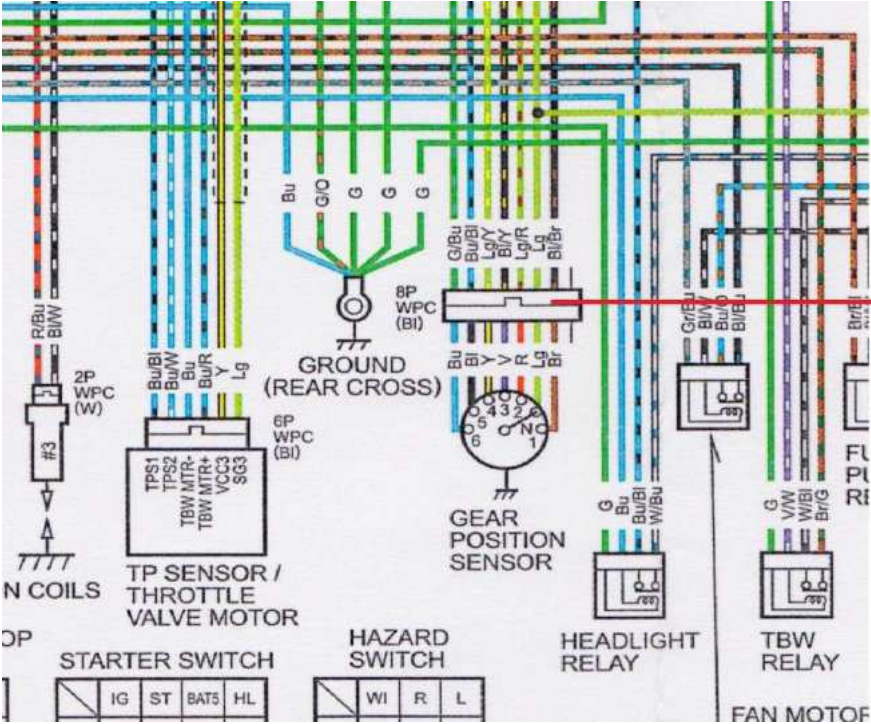 Bu
G/O
G
G
G
G/Bu
Bu/Bl
Lg/Y
Bl/Y
Lg/R
Lg
Bl/Br
8P
WPC
(Bl)
R/Bu
Bl/W
2P
WPC
(W)
#3
N COILS
Bu/Bl
Bu/W
Bu
Bu/R
Y
Lg
6P
WPC
(Bl)
TPS1
TPS2
TBW MTR-
TBW MTR+
VCC3
SG3
TP SENSOR /
THROTTLE
VALVE MOTOR
GROUND
(REAR CROSS)
Bu
Bl
Y
V
R
Lg
Br
6
5
4
3
2
N
1
GEAR
POSITION
SENSOR
Gr/Bu
Bl/W
Bu/O
Bl/Bu
Br/Bl
FU
PU
RE
G
Bu
Bu/Bl
W/Bu
HEADLIGHT
RELAY
G
V/W
W/Bl
Br/G
TBW
RELAY
FAN MOTOR
OP
STARTER SWITCH
IG ST BAT5 HL
HAZARD
SWITCH
WI R L